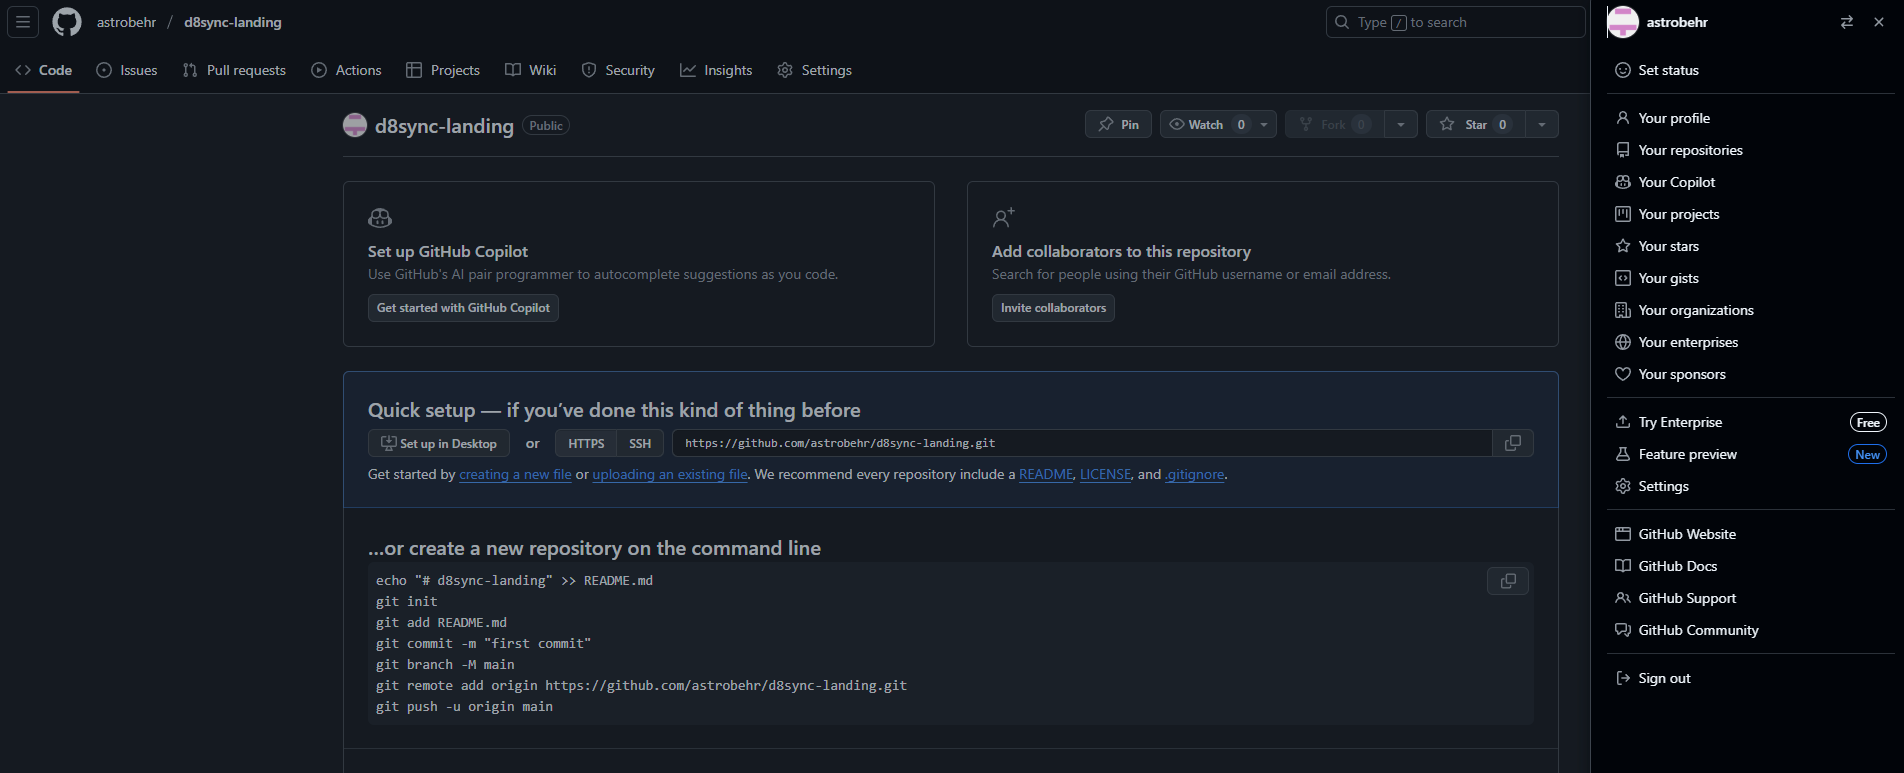 astrobehr / d8sync-landing
Type / to search
Code Issues Pull requests Actions Projects Wiki Security Insights Settings
d8sync-landing Public
Pin Watch 0 Fork 0 Star 0
Set up GitHub Copilot
Use GitHub's AI pair programmer to autocomplete suggestions as you code.
Get started with GitHub Copilot
Add collaborators to this repository
Search for people using their GitHub username or email address.
Invite collaborators
Quick setup — if you’ve done this kind of thing before
Set up in Desktop or HTTPS SSH https://github.com/astrobehr/d8sync-landing.git
Get started by creating a new file or uploading an existing file. We recommend every repository include a README, LICENSE, and .gitignore.
…or create a new repository on the command line
echo "# d8sync-landing" >> README.md
git init
git add README.md
git commit -m "first commit"
git branch -M main
git remote add origin https://github.com/astrobehr/d8sync-landing.git
git push -u origin main
astrobehr
Set status
Your profile
Your repositories
Your Copilot
Your projects
Your stars
Your gists
Your organizations
Your enterprises
Your sponsors
Try Enterprise Free
Feature preview New
Settings
GitHub Website
GitHub Docs
GitHub Support
GitHub Community
Sign out